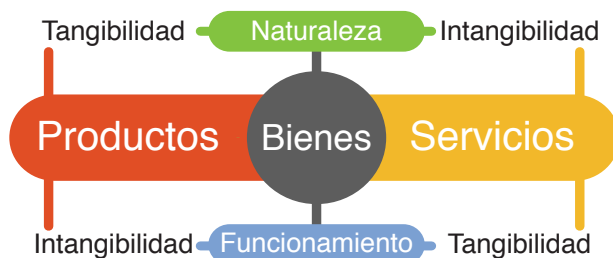 Tangibilidad Naturaleza Intangibilidad
Productos Bienes Servicios
Intangibilidad Funcionamiento Tangibilidad